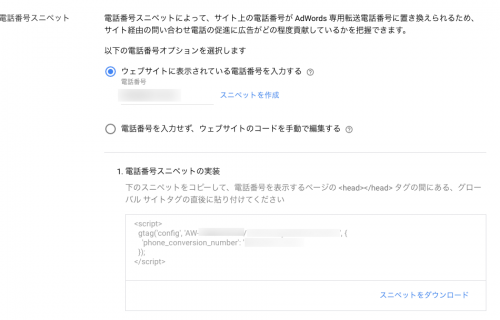 電話番号スニペット
電話番号スニペットによって、サイト上の電話番号が AdWords 専用転送電話番号に置き換えられるため、
サイト経由の問い合わせ電話の促進に広告がどの程度貢献しているかを把握できます。
以下の電話番号オプションを選択します
ウェブサイトに表示されている電話番号を入力する
電話番号
スニペットを作成
電話番号を入力せず、ウェブサイトのコードを手動で編集する
1. 電話番号スニペットの実装
下のスニペットをコピーして、電話番号を表示するページの <head></head> タグの間にある、グロー
バル サイトタグの直後に貼り付けてください
<script>
gtag('config', 'AW- / ', {
'phone_conversion_number': '
});
</script>
スニペットをダウンロード